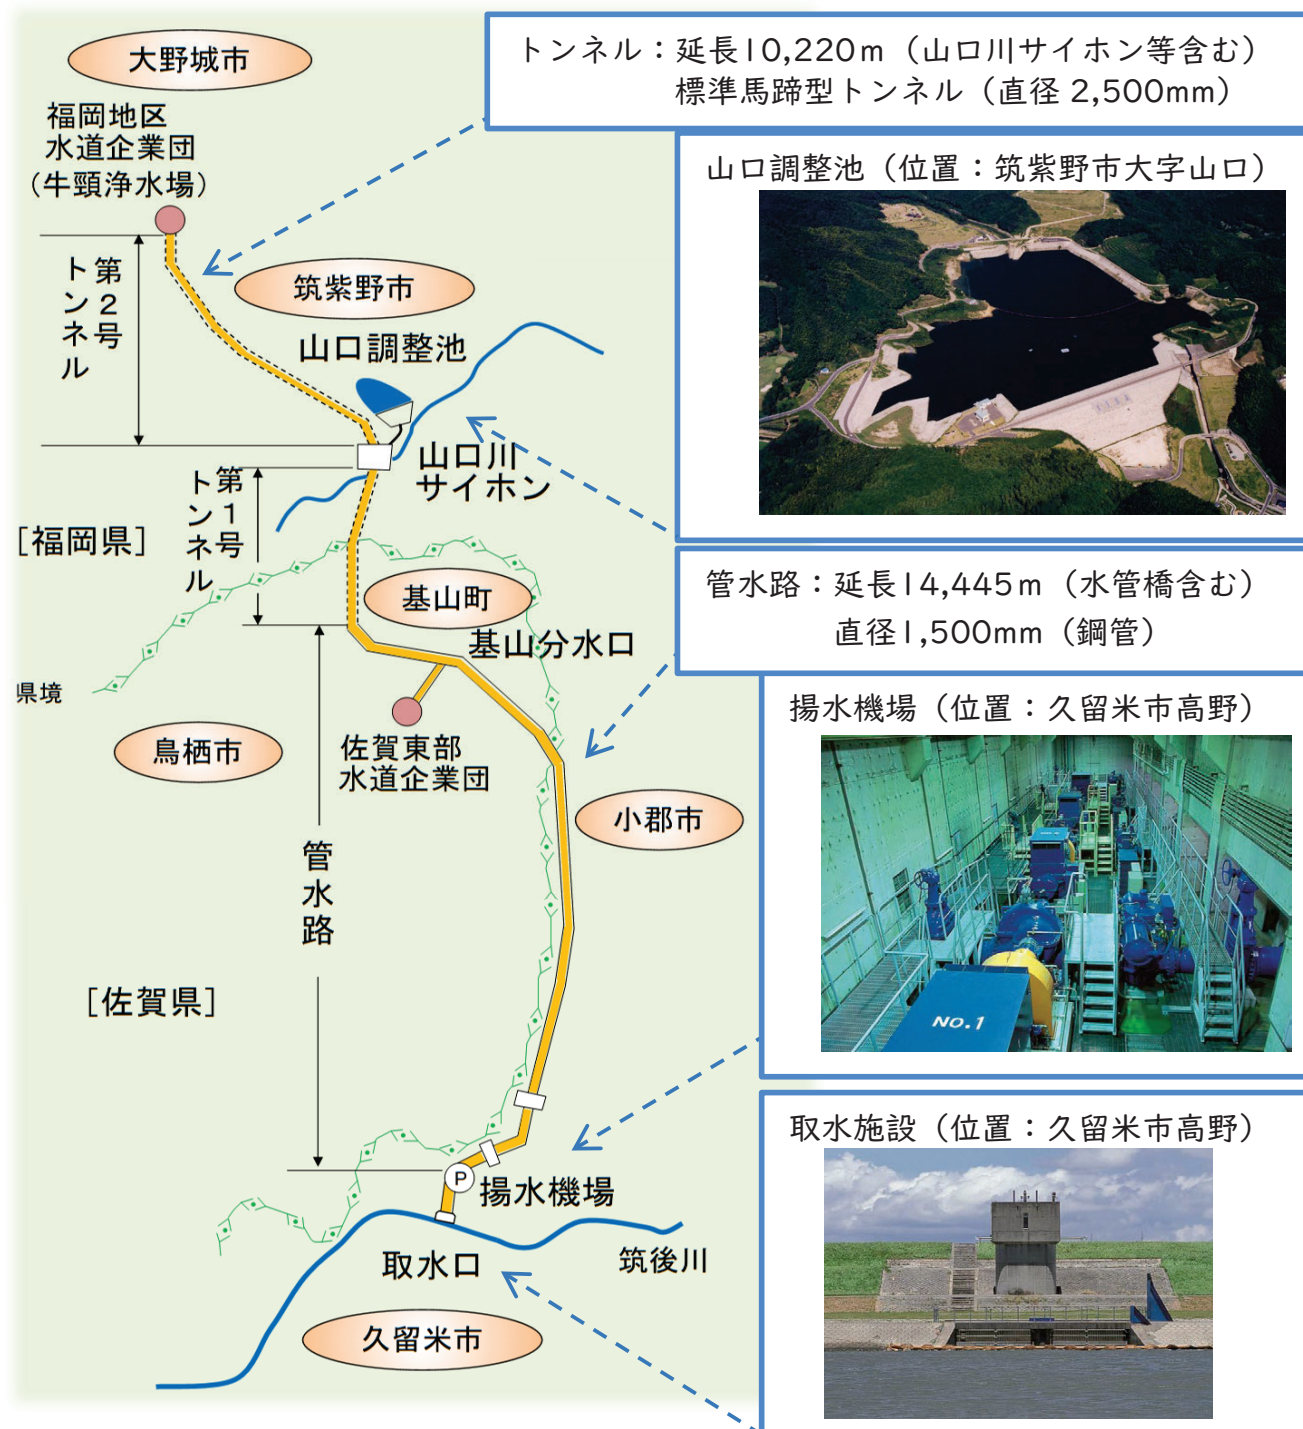 大野城市
福岡地区
水道企業団
(牛頸浄水場)
第2号
トンネル
筑紫野市
山口調整池
山口川
サイホン
第1号
トンネル
[福岡県]
基山町
基山分水口
県境
鳥栖市
佐賀東部
水道企業団
小郡市
管水路
[佐賀県]
P
揚水機場
取水口
筑後川
久留米市
トンネル：延長10,220m（山口川サイホン等含む）
標準馬蹄型トンネル（直径 2,500mm）
山口調整池（位置：筑紫野市大字山口）
管水路：延長14,445m（水管橋含む）
直径1,500mm（鋼管）
揚水機場（位置：久留米市高野）
NO.1
取水施設（位置：久留米市高野）